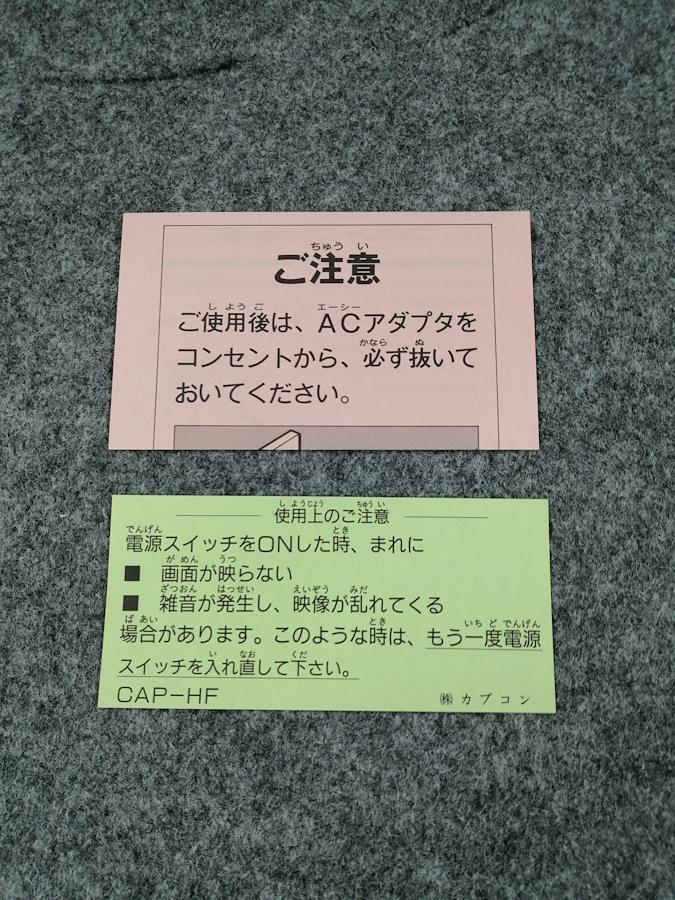 ご注意
ご使用後は、ACアダプタを
コンセントから、必ず抜いて
おいてください。
使用上のご注意
電源スイッチをONした時、まれに
■ 画面が映らない
■ 雑音が発生し、映像が乱れてくる
場合があります。このような時は、もう一度電源
スイッチを入れ直して下さい。
CAP-HF ㈱カプコン